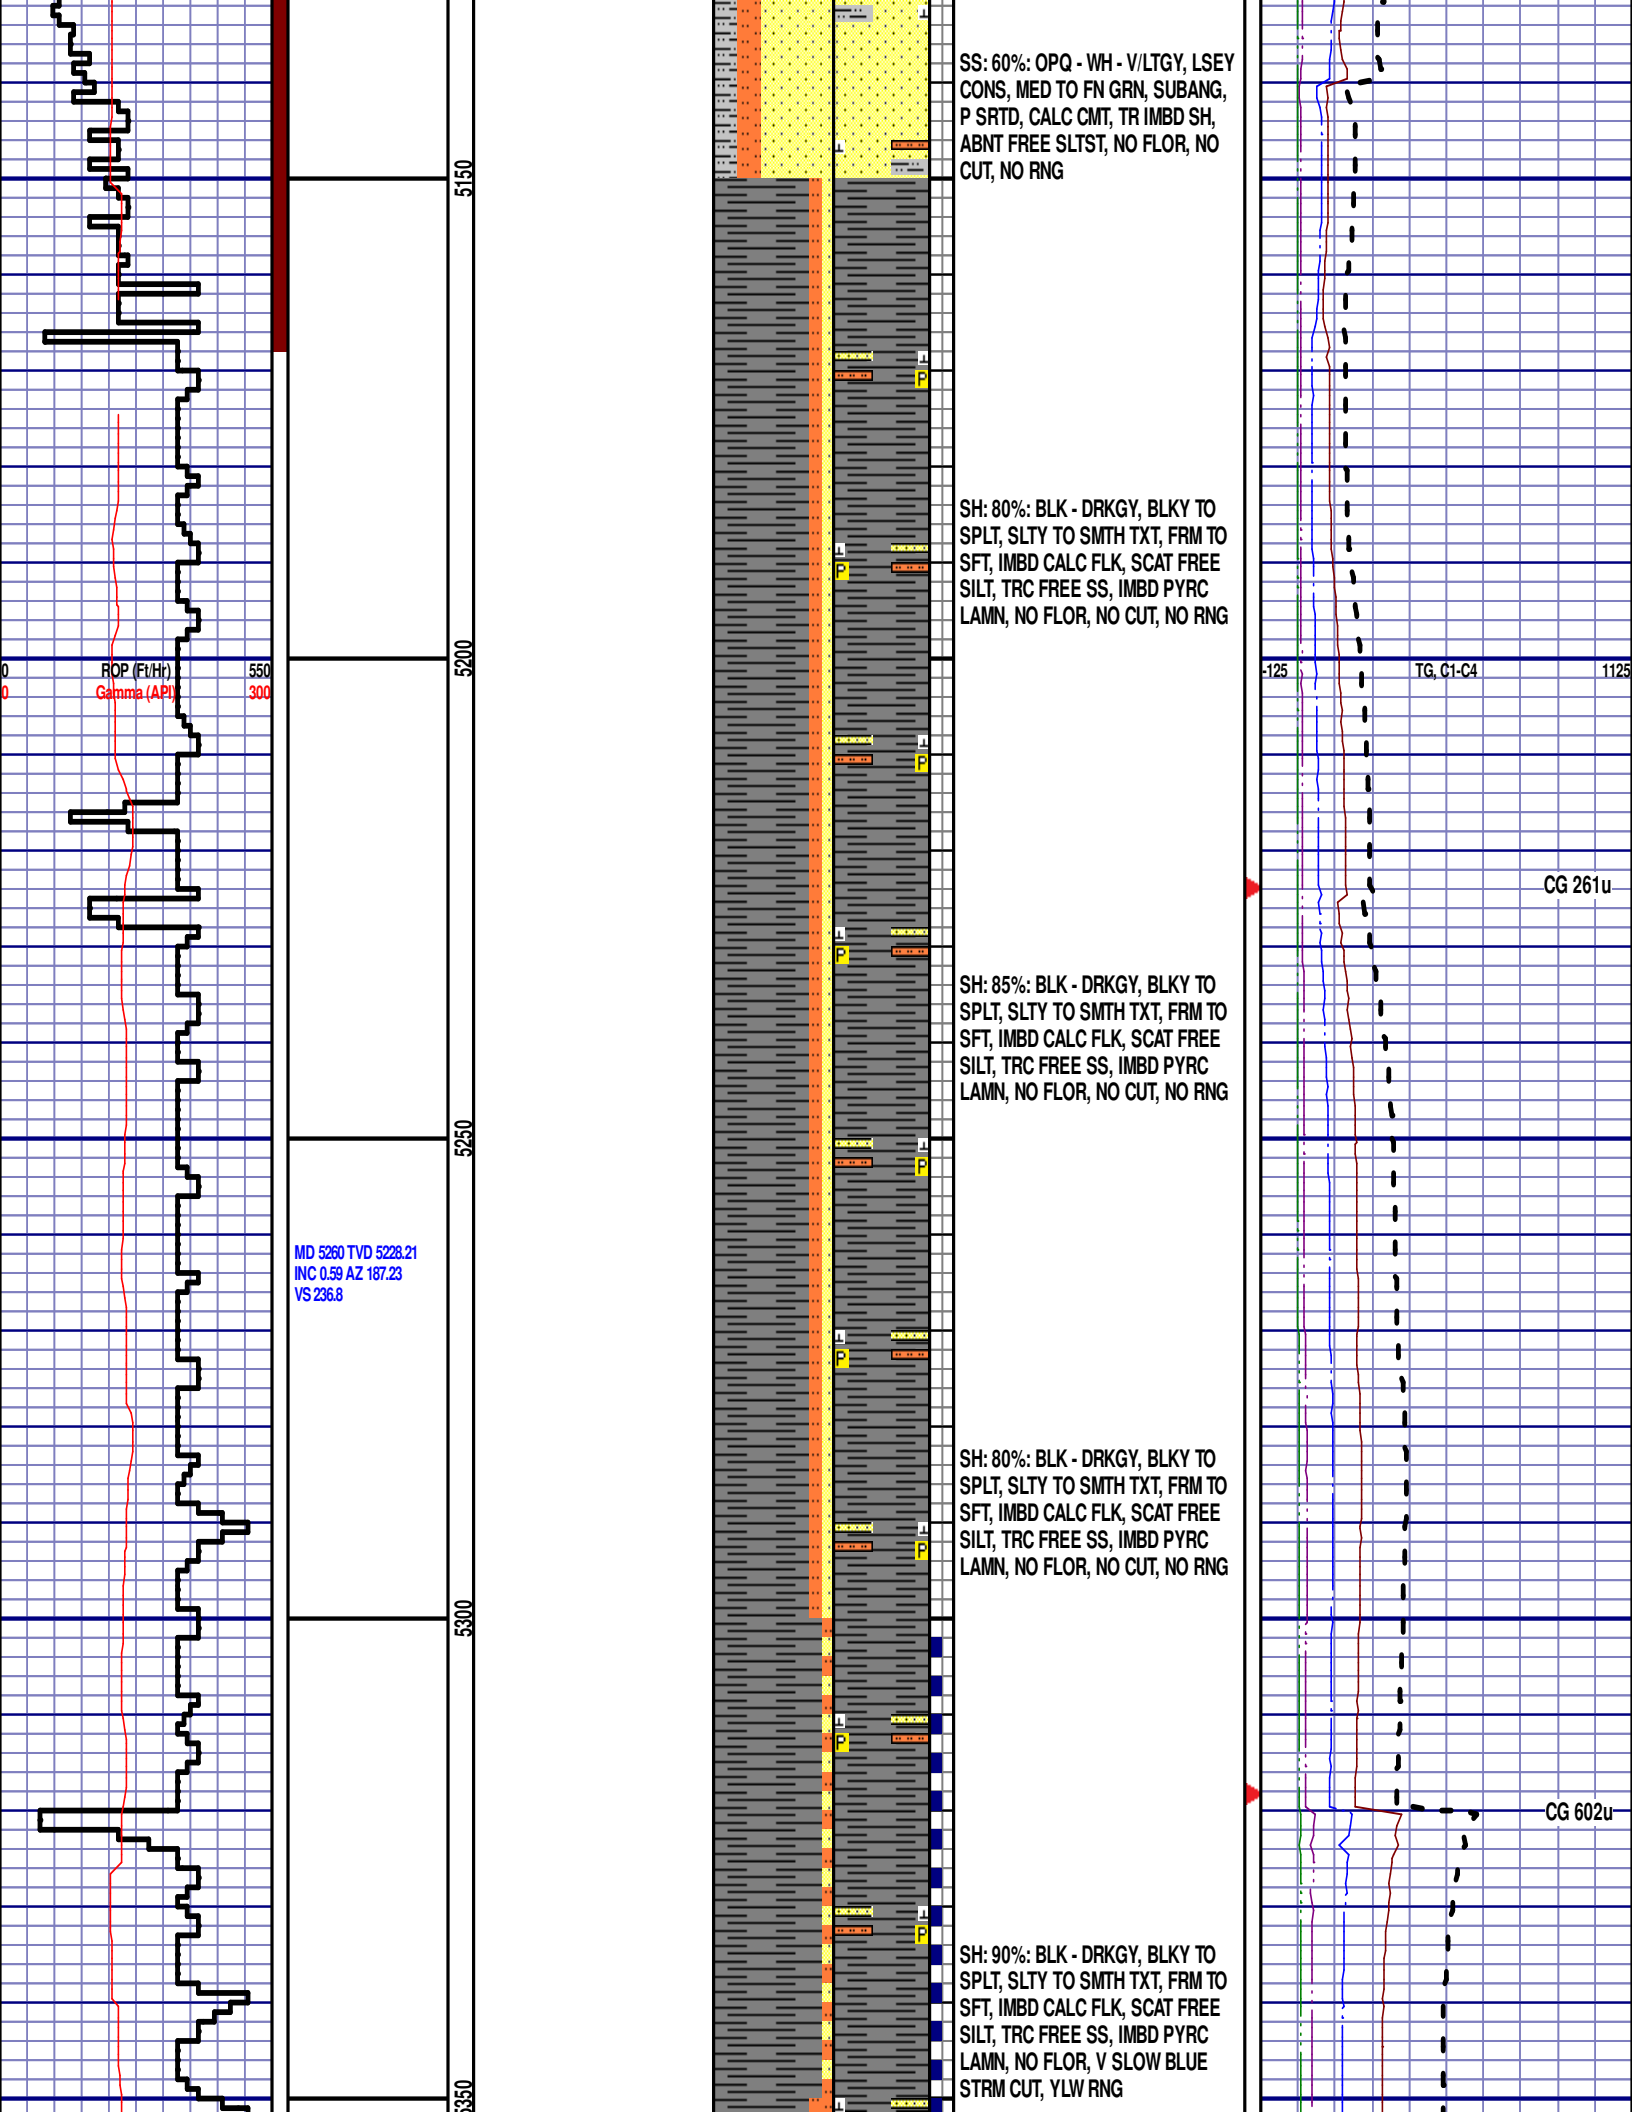 SS: 60%: OPQ - WH - V/LTGY, LSEY
CONS, MED TO FN GRN, SUBANG,
P SRTD, CALC CMT, TR IMBD SH,
ABNT FREE SLTST, NO FLOR, NO
CUT, NO RNG
5150
P
SH: 80%: BLK - DRKGY, BLKY TO
SPLT, SLTY TO SMTH TXT, FRM TO
SFT, IMBD CALC FLK, SCAT FREE
SILT, TRC FREE SS, IMBD PYRC
LAMN, NO FLOR, NO CUT, NO RNG
P
5200
0 ROP (Ft/Hr) 550
0 Gamma (API) 300
-125 TG, C1-C4 1125
P
CG 261u
P
SH: 85%: BLK - DRKGY, BLKY TO
SPLT, SLTY TO SMTH TXT, FRM TO
SFT, IMBD CALC FLK, SCAT FREE
SILT, TRC FREE SS, IMBD PYRC
LAMN, NO FLOR, NO CUT, NO RNG
5250
P
MD 5260 TVD 5228.21
INC 0.59 AZ 187.23
VS 236.8
P
SH: 80%: BLK - DRKGY, BLKY TO
SPLT, SLTY TO SMTH TXT, FRM TO
SFT, IMBD CALC FLK, SCAT FREE
SILT, TRC FREE SS, IMBD PYRC
LAMN, NO FLOR, NO CUT, NO RNG
P
5300
P
CG 602u
P
SH: 90%: BLK - DRKGY, BLKY TO
SPLT, SLTY TO SMTH TXT, FRM TO
SFT, IMBD CALC FLK, SCAT FREE
SILT, TRC FREE SS, IMBD PYRC
LAMN, NO FLOR, V SLOW BLUE
STRM CUT, YLW RNG
5350